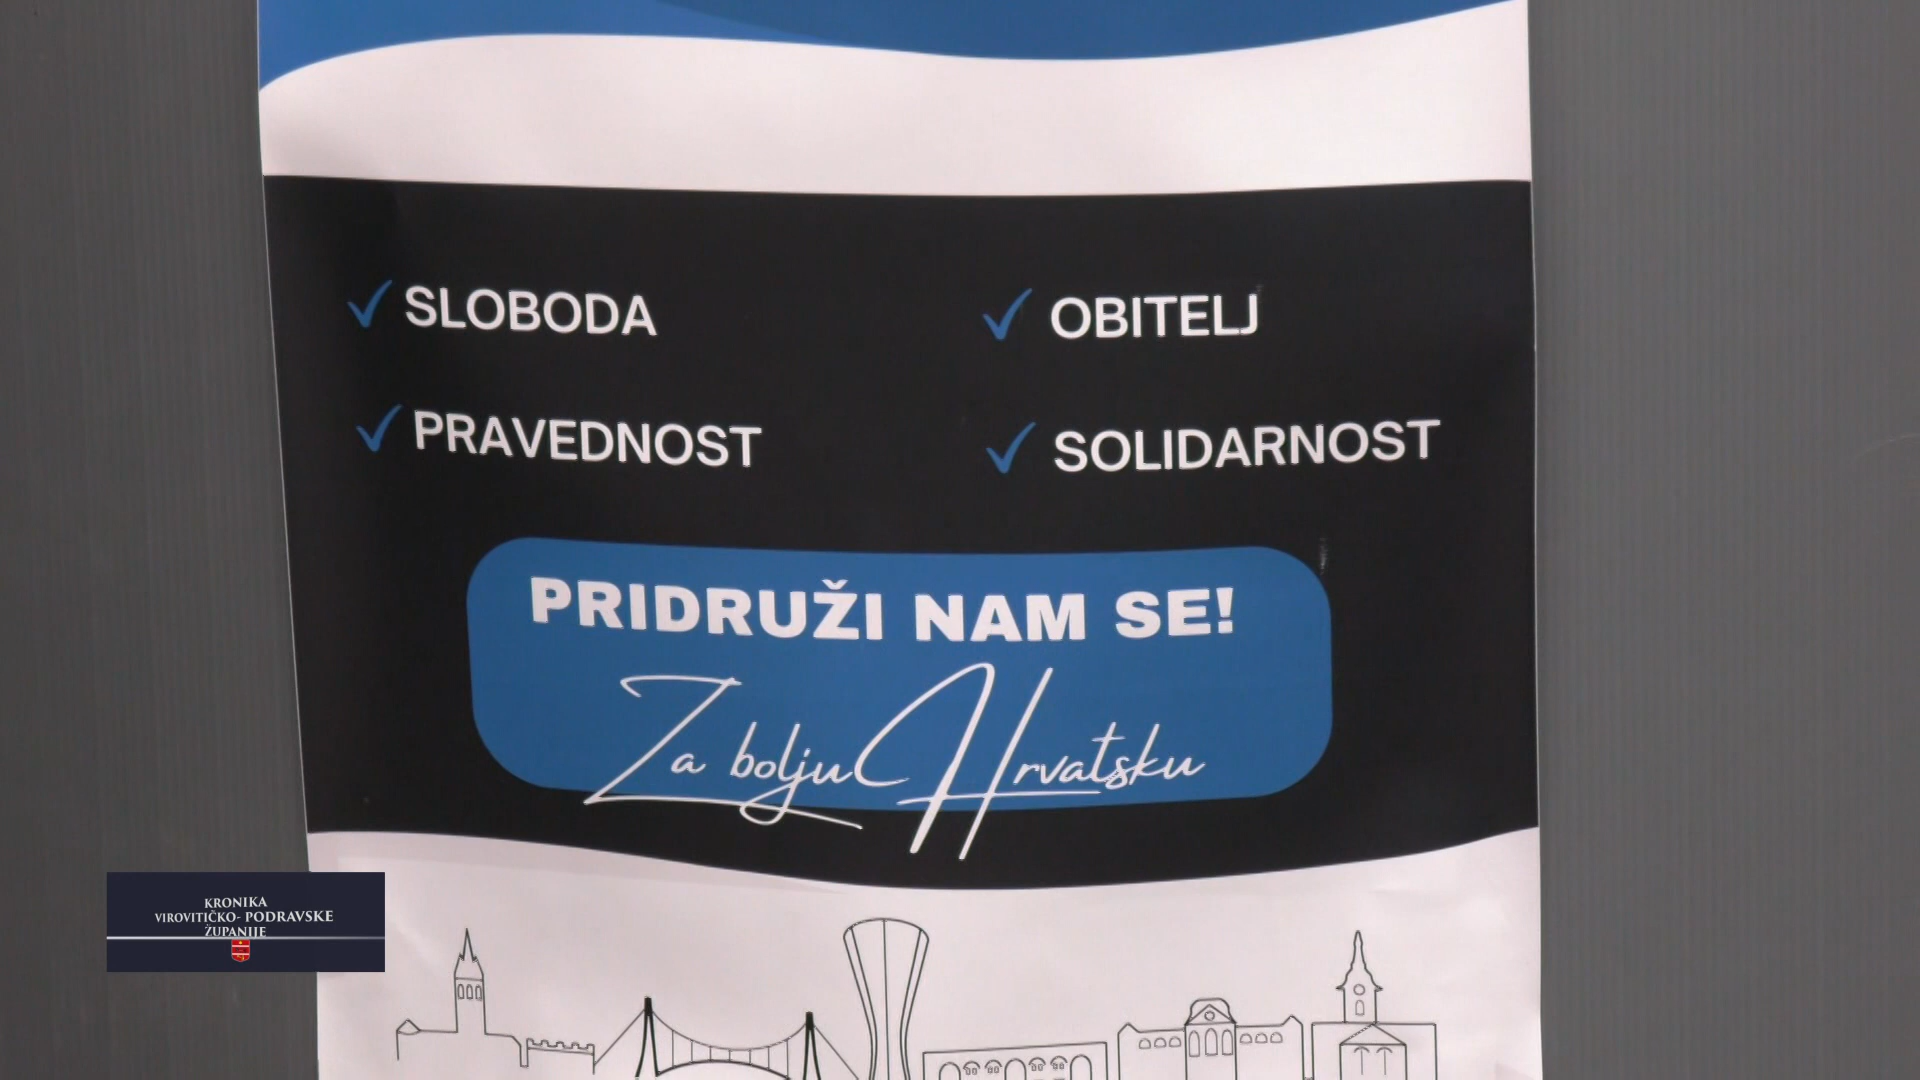 SLOBODA
OBITELJ
PRAVEDNOST
SOLIDARNOST
PRIDRUŽI NAM SE!
Za bolju Hrvatsku
KRONIKA
VIROVITIČKO- PODRAVSKE
ŽUPANIJE